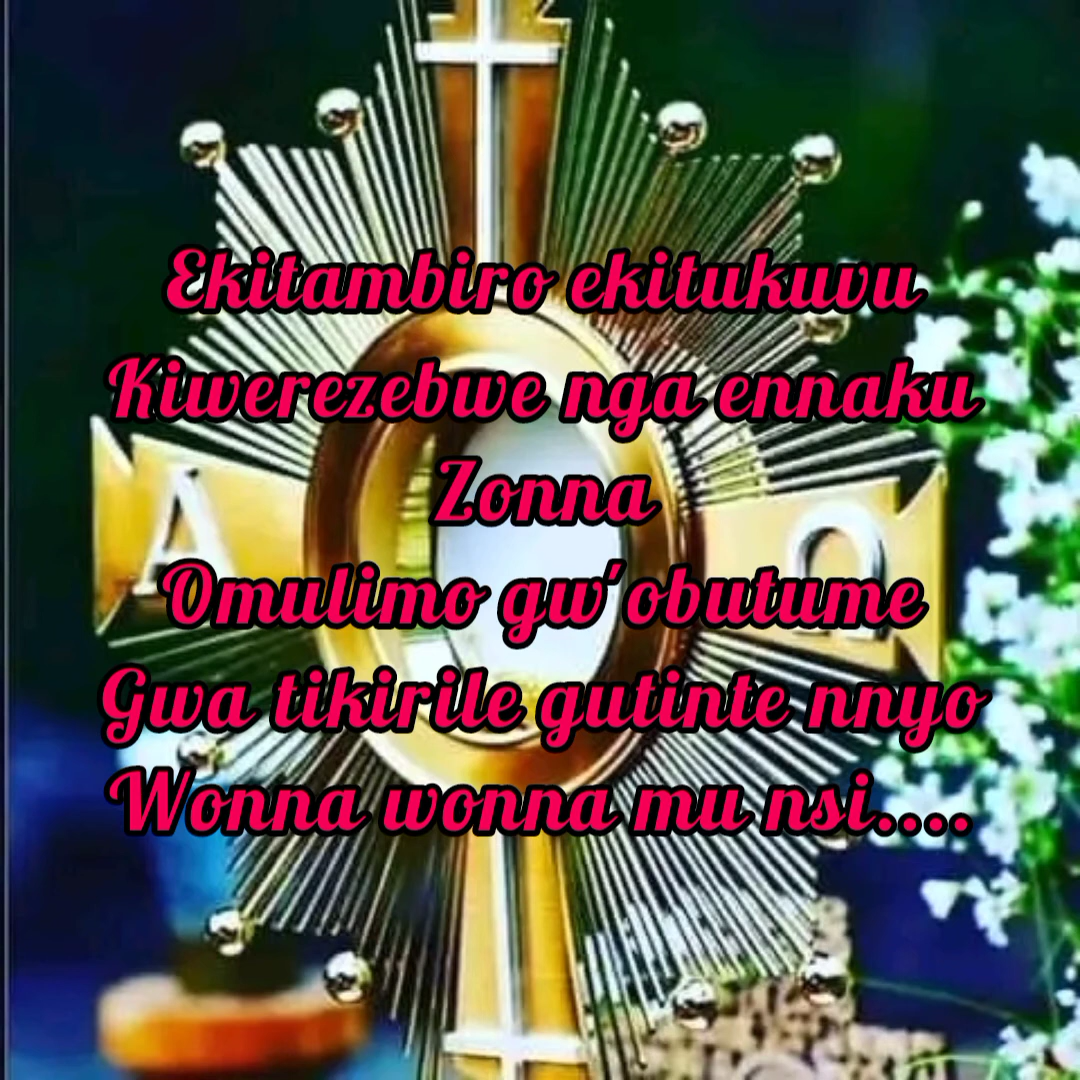 Ekitambiro ekitukuvu
Kiwerezebwe nga ennaku
Zonna
Omulimo gw'obutume
Gwa tikirile gutinte nnyo
Wonna wonna mu nsi....
Α Ω